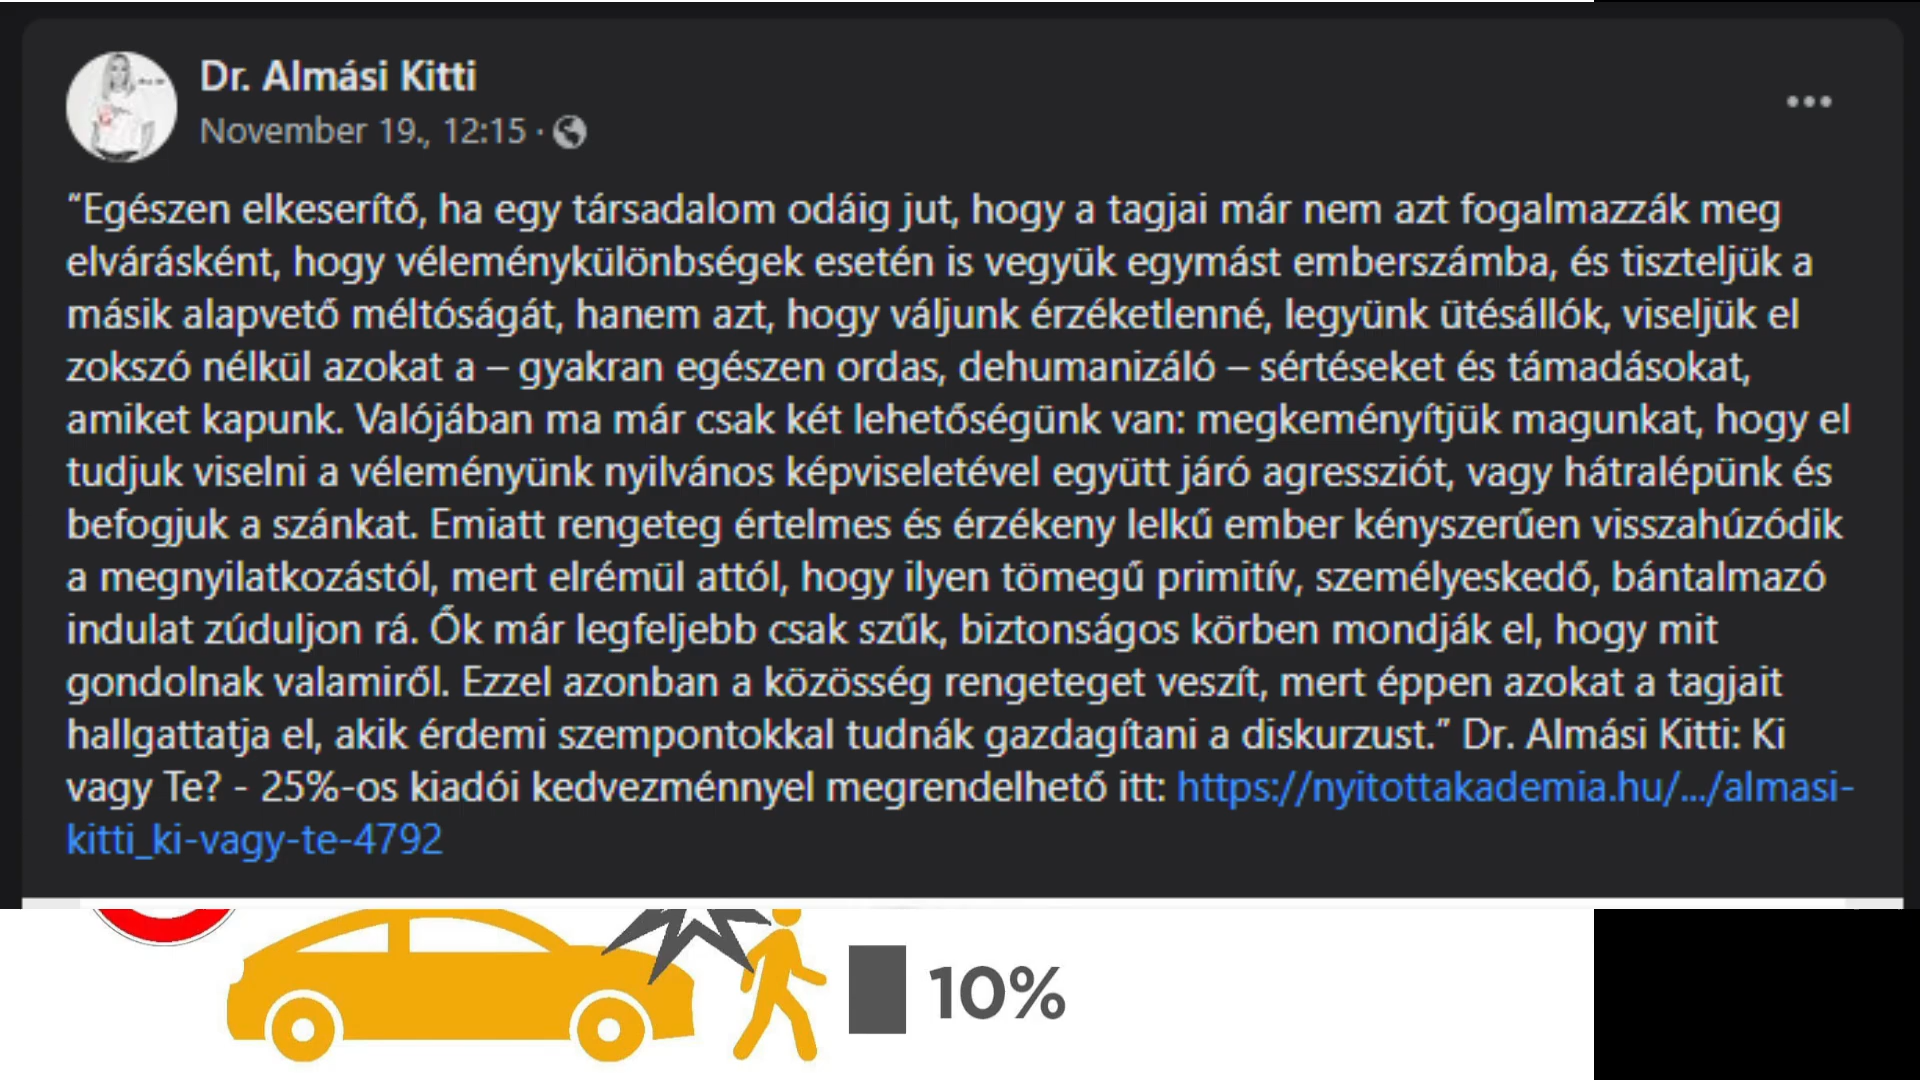 Dr. Almási Kitti
November 19., 12:15 ·
“Egészen elkeserítő, ha egy társadalom odáig jut, hogy a tagjai már nem azt fogalmazzák meg
elvárásként, hogy véleménykülönbségek esetén is vegyük egymást emberszámba, és tiszteljük a
másik alapvető méltóságát, hanem azt, hogy váljunk érzéketlenné, legyünk ütésállók, viseljük el
zokszó nélkül azokat a – gyakran egészen ordas, dehumanizáló – sértéseket és támadásokat,
amiket kapunk. Valójában ma már csak két lehetőségünk van: megkeményítjük magunkat, hogy el
tudjuk viselni a véleményünk nyilvános képviseletével együtt járó agressziót, vagy hátralépünk és
befogjuk a szánkat. Emiatt rengeteg értelmes és érzékeny lelkű ember kényszerűen visszahúzódik
a megnyilatkozástól, mert elrémül attól, hogy ilyen tömegű primitív, személyeskedő, bántalmazó
indulat zúduljon rá. Ők már legfeljebb csak szűk, biztonságos körben mondják el, hogy mit
gondolnak valamiről. Ezzel azonban a közösség rengeteget veszít, mert éppen azokat a tagjait
hallgattatja el, akik érdemi szempontokkal tudnák gazdagítani a diskurzust.” Dr. Almási Kitti: Ki
vagy Te? - 25%-os kiadói kedvezménnyel megrendelhető itt: https://nyitottakademia.hu/.../almasi-
kitti_ki-vagy-te-4792
10%